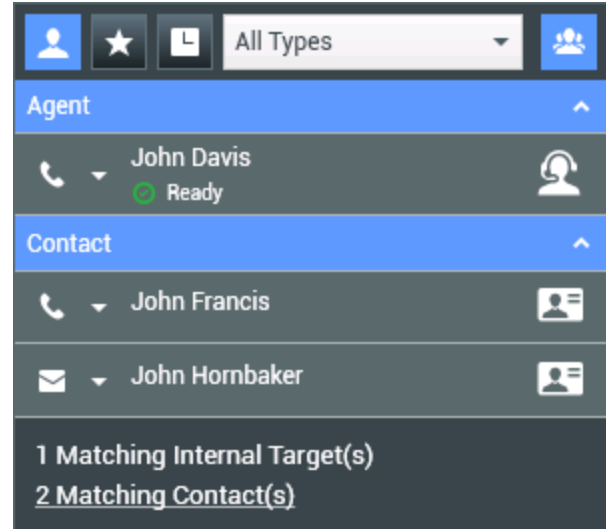 All Types
Agent
John Davis
Ready
Contact
John Francis
John Hornbaker
1 Matching Internal Target(s)
2 Matching Contact(s)